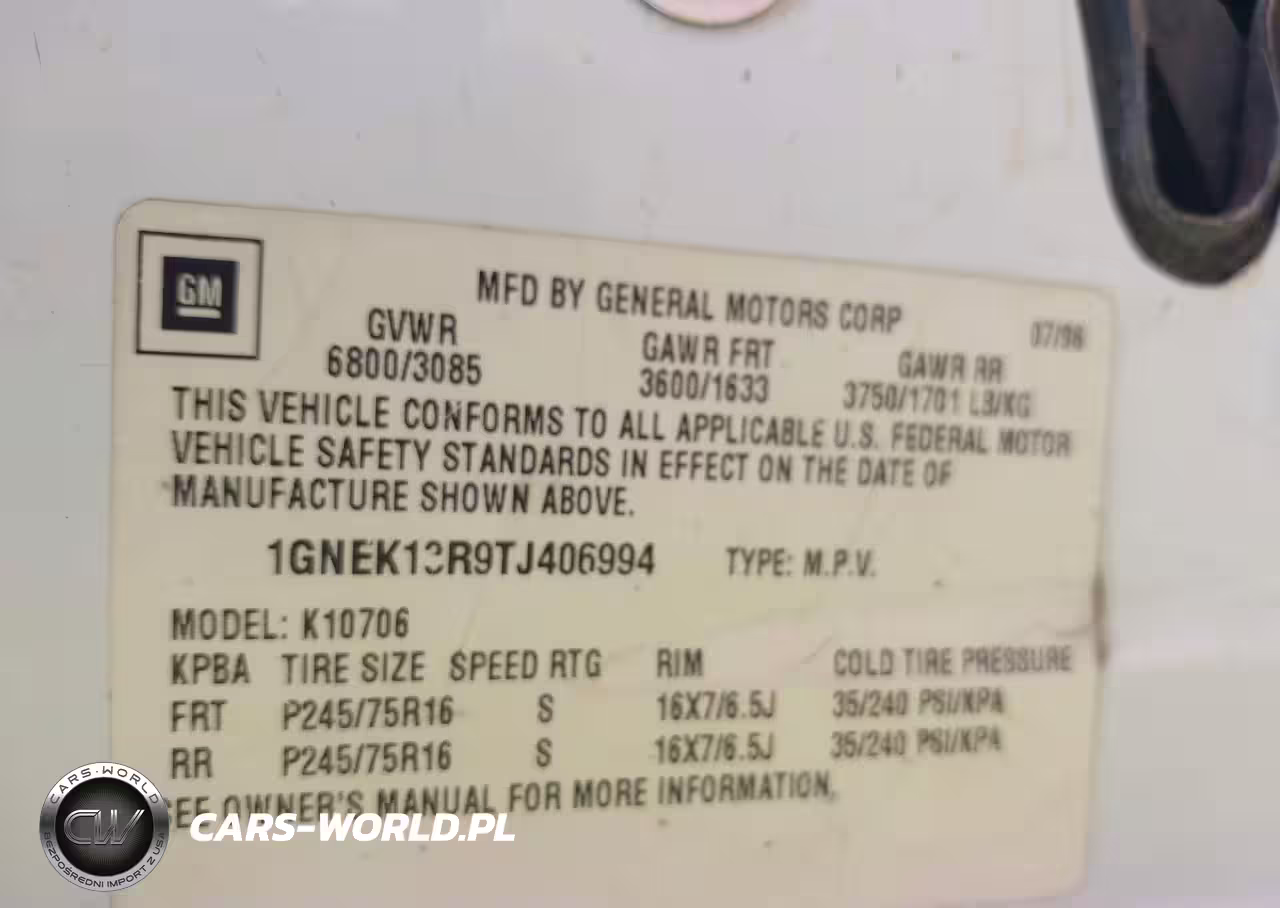 GM
MFD BY GENERAL MOTORS CORP
07/96
GVWR GAWR FRT GAWR RR
6800/3085 3600/1633 3750/1701 LB/KG
THIS VEHICLE CONFORMS TO ALL APPLICABLE U.S. FEDERAL MOTOR
VEHICLE SAFETY STANDARDS IN EFFECT ON THE DATE OF
MANUFACTURE SHOWN ABOVE.
1GNEK13R9TJ406994 TYPE: M.P.V.
MODEL: K10706
KPBA TIRE SIZE SPEED RTG RIM COLD TIRE PRESSURE
FRT P245/75R16 S 16X7/6.5J 35/240 PSI/KPA
RR P245/75R16 S 16X7/6.5J 35/240 PSI/KPA
SEE OWNER'S MANUAL FOR MORE INFORMATION.
CARS-WORLD
CW
BEZPOŚREDNI IMPORT Z USA
CARS-WORLD.PL